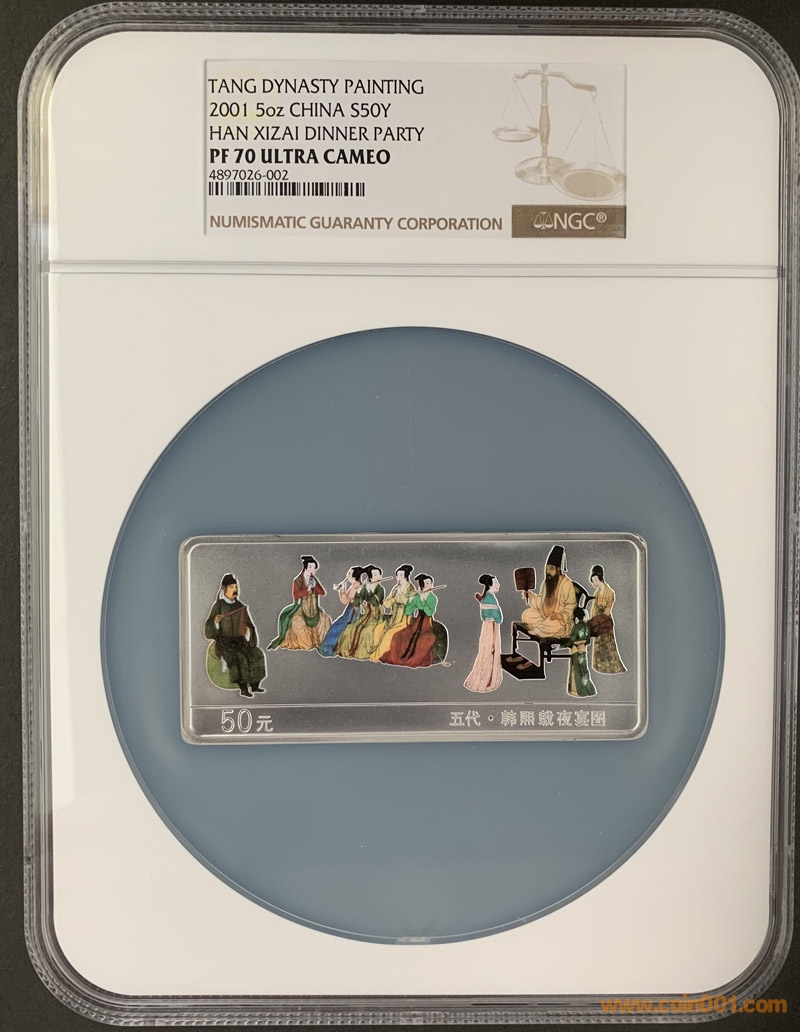 TANG DYNASTY PAINTING
2001 5oz CHINA S50Y
HAN XIZAI DINNER PARTY
PF 70 ULTRA CAMEO
4897026-002
NUMISMATIC GUARANTY CORPORATION
NGC®
50元
五代·韩熙载夜宴图
www.coin001.com